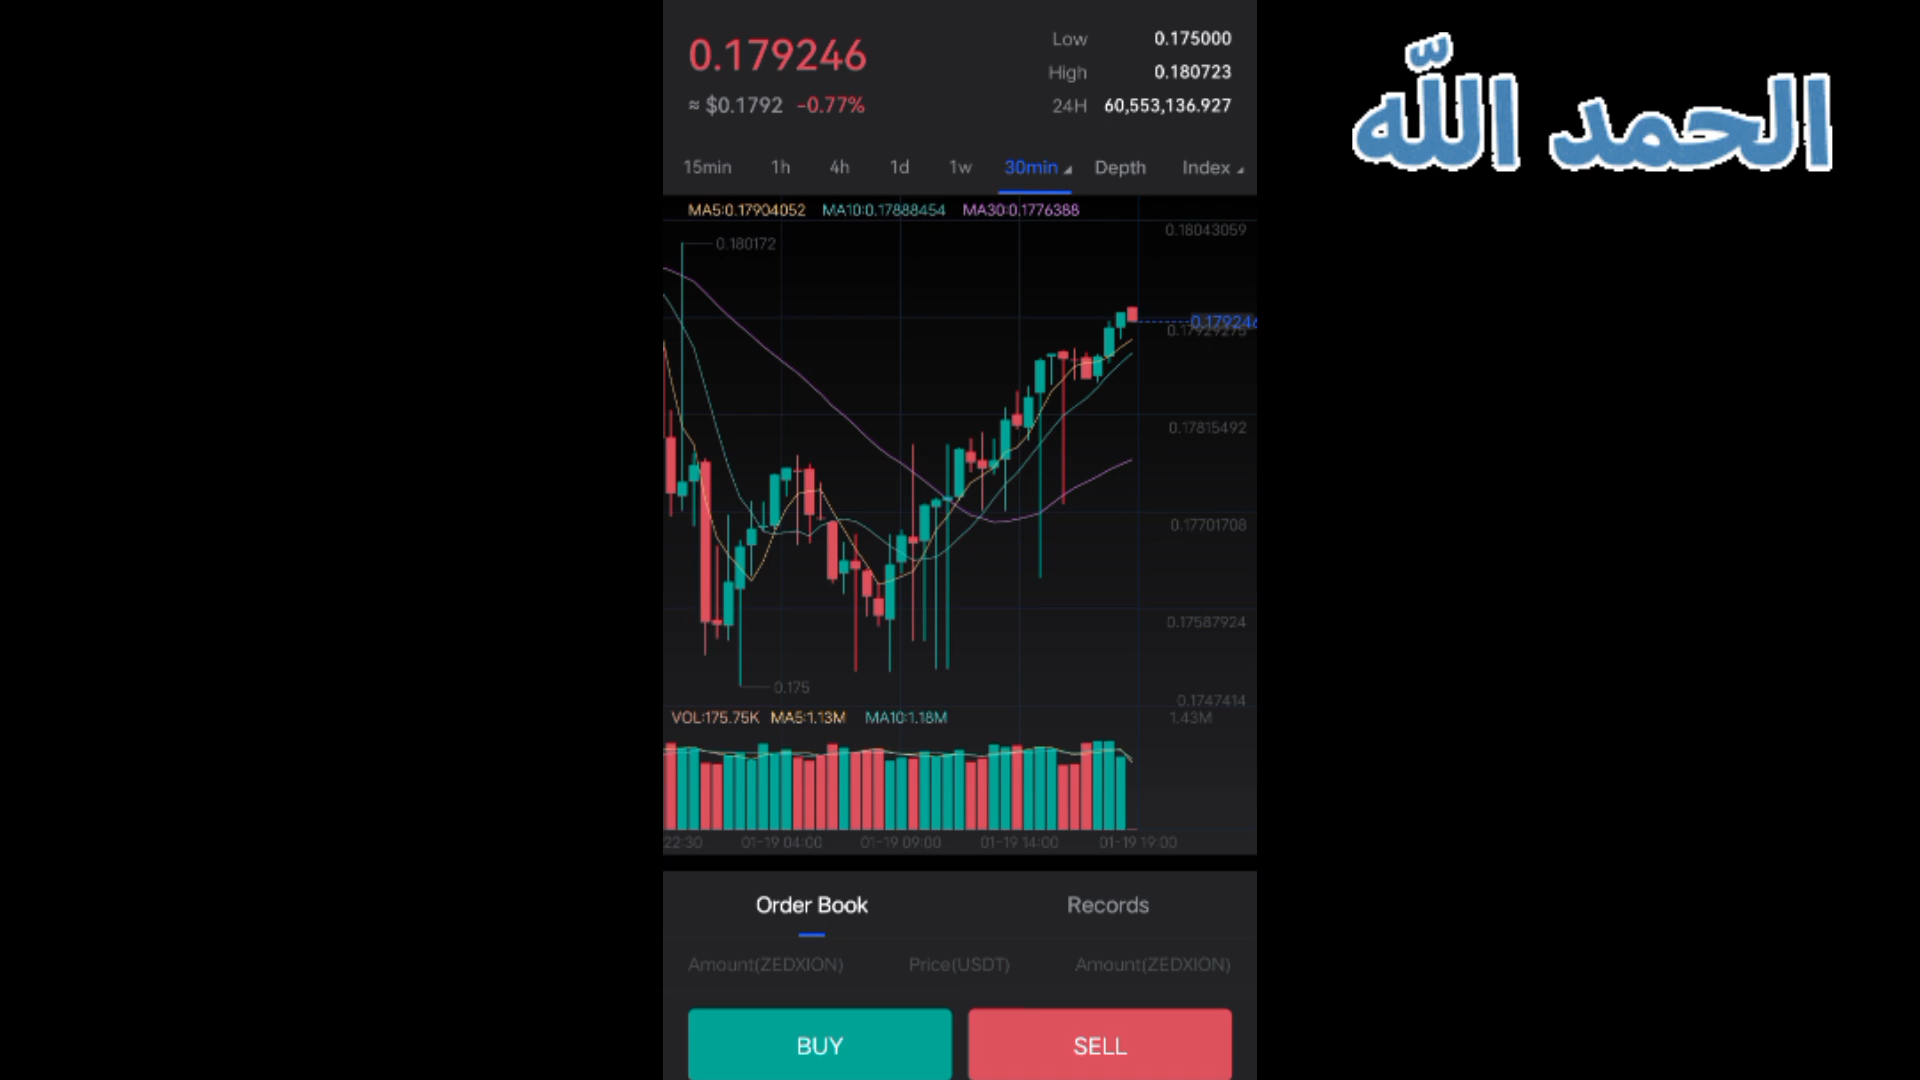 0.179246
≈ $0.1792 -0.77%
Low 0.175000
High 0.180723
24H 60,553,136.927
الحمد الله
15min 1h 4h 1d 1w 30min Depth Index
MA5:0.17904052 MA10:0.17888454 MA30:0.1776388
0.18043059
0.180172
0.179246
0.17929275
0.17815492
0.17701708
0.17587924
0.175
0.1747414
VOL:175.75K MA5:1.13M MA10:1.18M 1.43M
22:30 01-19 04:00 01-19 09:00 01-19 14:00 01-19 19:00
Order Book Records
Amount(ZEDXION) Price(USDT) Amount(ZEDXION)
BUY SELL